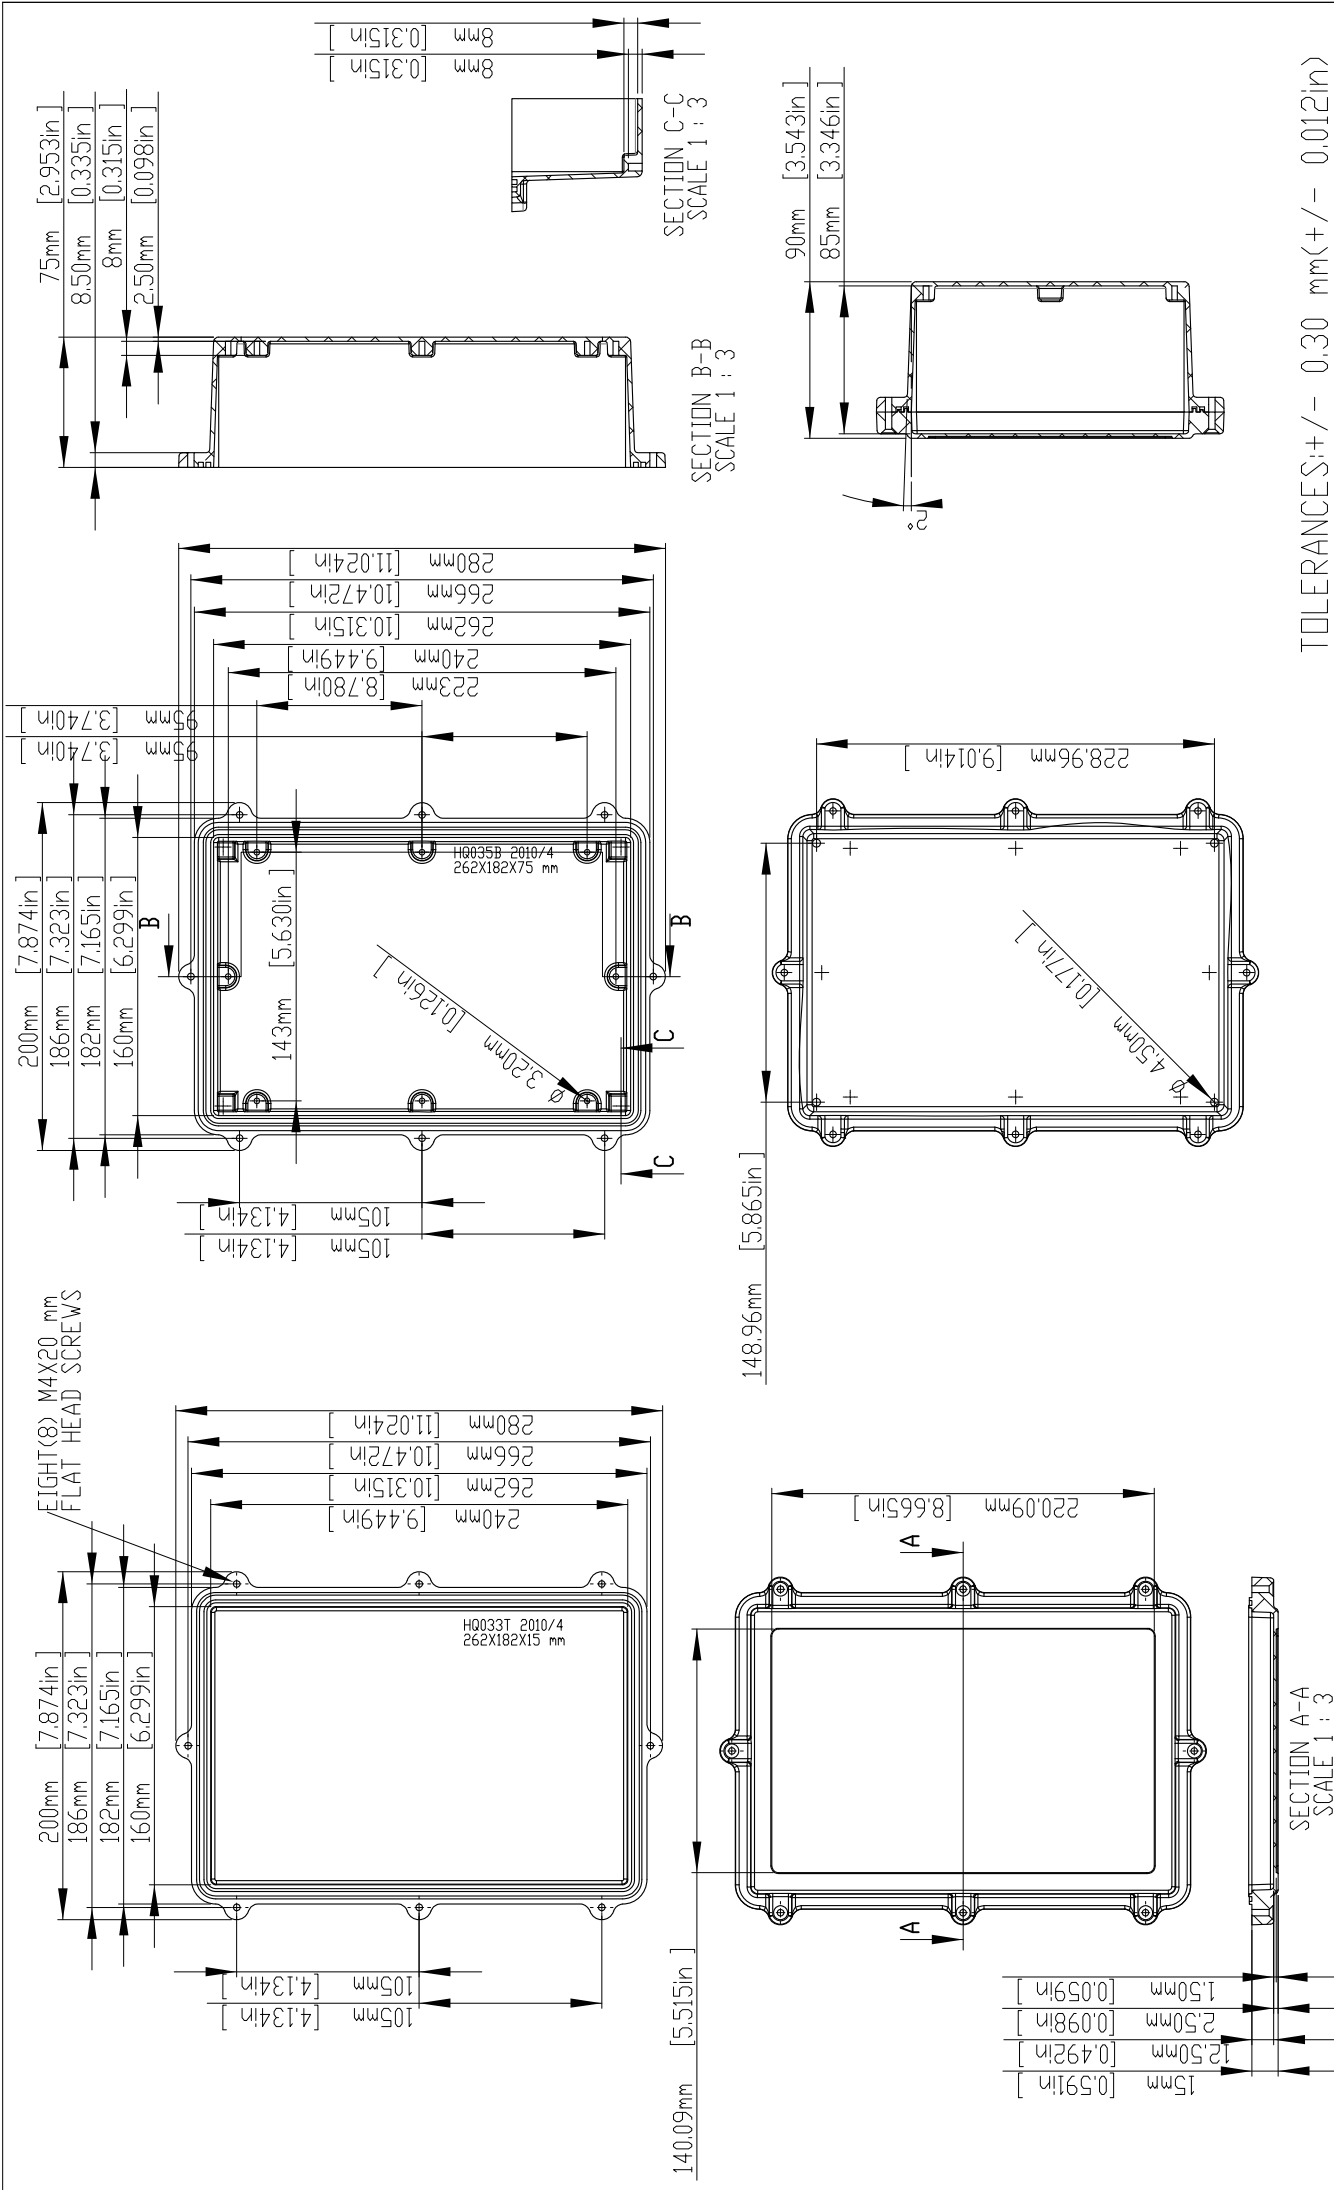 75mm [2.953in ]
8.50mm [0.335in ]
8mm [0.315in ]
2.50mm [0.098in ]
8mm [0.315in ]
8mm [0.315in ]
SECTION C-C
SCALE 1 : 3
SECTION B-B
SCALE 1 : 3
90mm [3.543in ]
85mm [3.346in ]
2°
TOLERANCES:+/- 0.30 mm(+/- 0.012in)
280mm [11.024in ]
266mm [10.472in ]
262mm [10.315in ]
240mm [9.449in ]
223mm [8.780in ]
95mm [3.740in ]
95mm [3.740in ]
200mm [7.874in ]
186mm [7.323in ]
182mm [7.165in ]
160mm [6.299in ]
B
B
HQ035B 2010/4
262X182X75 mm
143mm [5.630in ]
Ø 3.20mm [0.126in ]
C
C
105mm [4.134in ]
105mm [4.134in ]
228.96mm [9.014in ]
Ø 4.50mm [0.177in ]
148.96mm [5.865in ]
EIGHT(8) M4X20 mm
FLAT HEAD SCREWS
280mm [11.024in ]
266mm [10.472in ]
262mm [10.315in ]
240mm [9.449in ]
200mm [7.874in ]
186mm [7.323in ]
182mm [7.165in ]
160mm [6.299in ]
HQ033T 2010/4
262X182X15 mm
105mm [4.134in ]
105mm [4.134in ]
220.09mm [8.665in ]
A
A
140.09mm [5.515in ]
SECTION A-A
SCALE 1 : 3
1.50mm [0.059in ]
2.50mm [0.098in ]
12.50mm [0.492in ]
15mm [0.591in ]